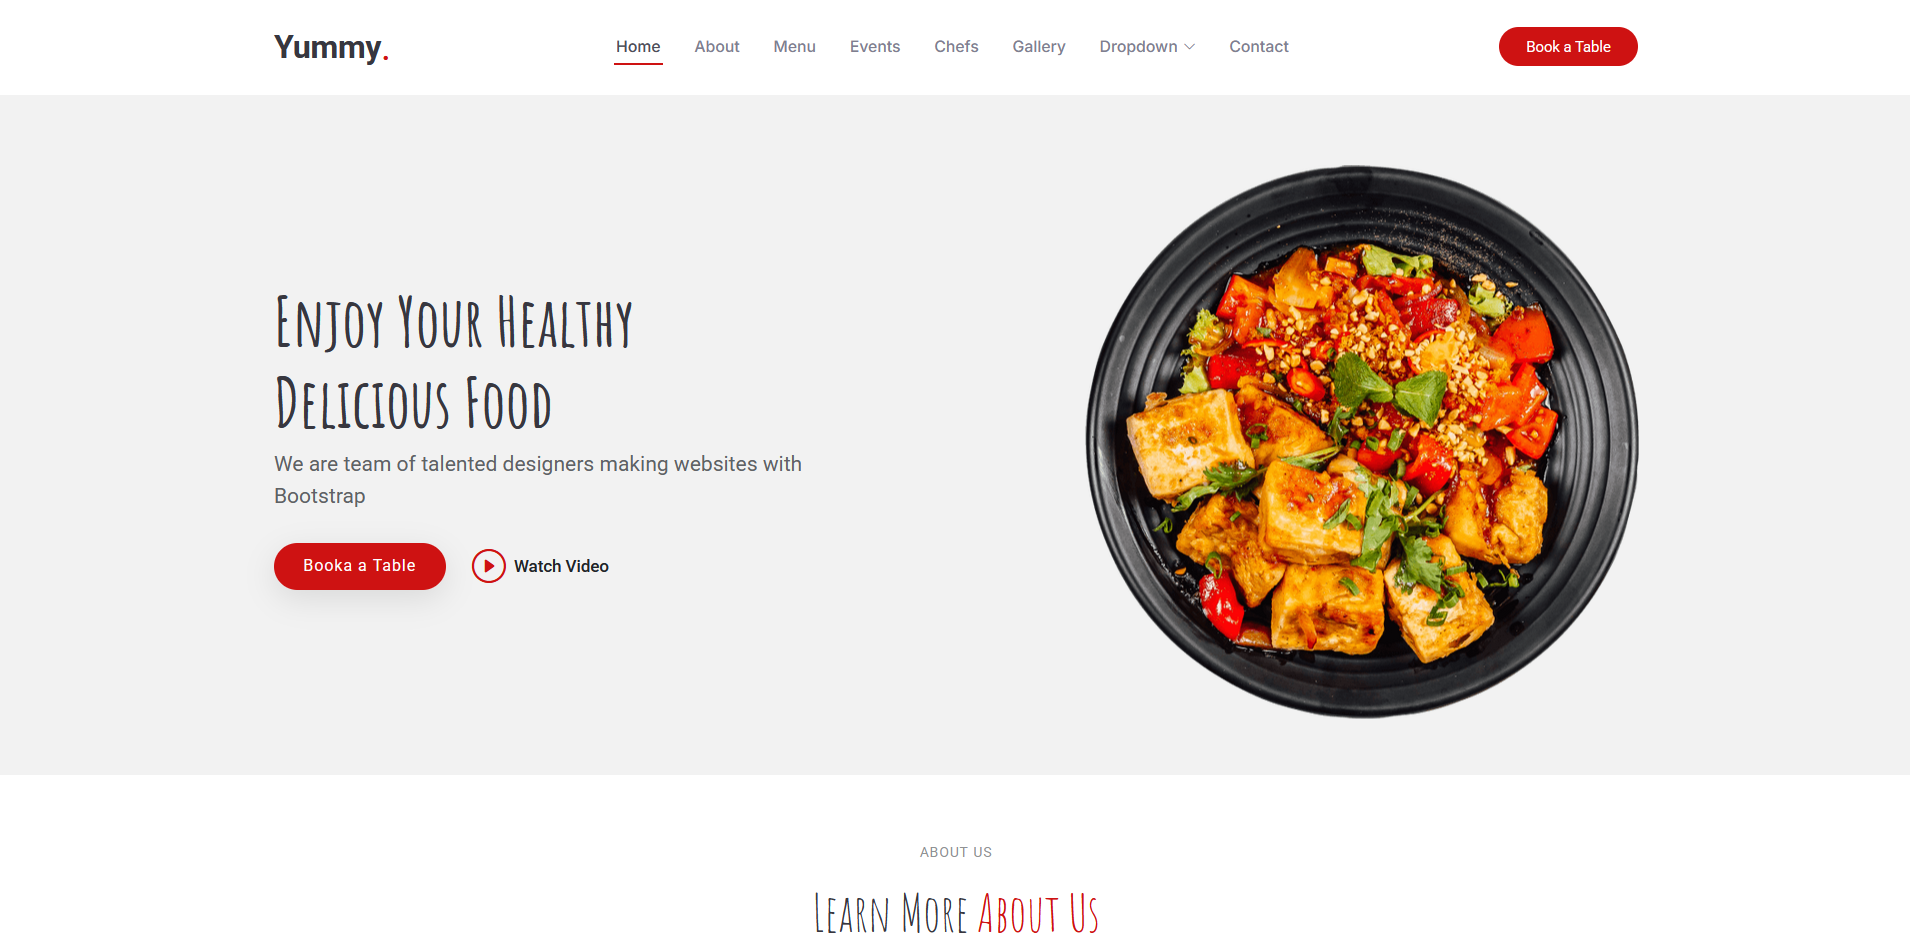 Yummy.
Home About Menu Events Chefs Gallery Dropdown Contact
Book a Table
Enjoy Your Healthy
Delicious Food
We are team of talented designers making websites with
Bootstrap
Booka a Table
Watch Video
ABOUT US
Learn More About Us